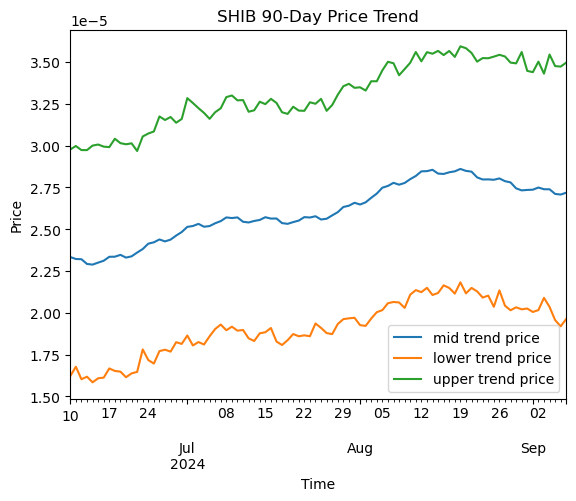 SHIB 90-Day Price Trend
1e−5
3.50
3.25
3.00
2.75
2.50
2.25
2.00
1.75
1.50
Price
mid trend price
lower trend price
upper trend price
10 17 24 08 15 22 29 05 12 19 26 02
Jul Aug Sep
2024
Time